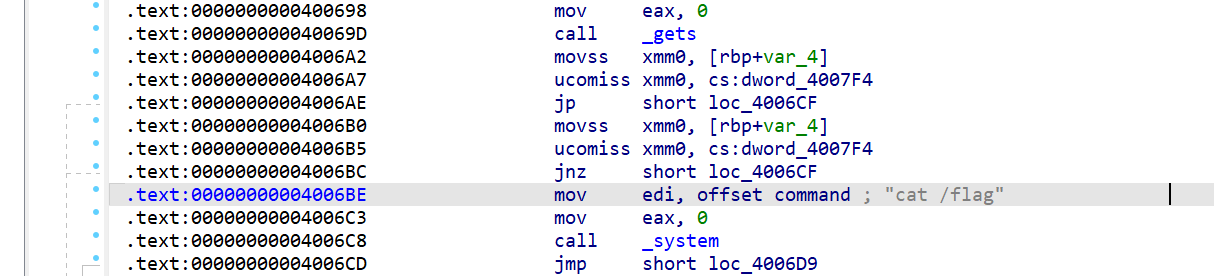 .text:0000000000400698 mov eax, 0
.text:000000000040069D call _gets
.text:00000000004006A2 movss xmm0, [rbp+var_4]
.text:00000000004006A7 ucomiss xmm0, cs:dword_4007F4
.text:00000000004006AE jp short loc_4006CF
.text:00000000004006B0 movss xmm0, [rbp+var_4]
.text:00000000004006B5 ucomiss xmm0, cs:dword_4007F4
.text:00000000004006BC jnz short loc_4006CF
.text:00000000004006BE mov edi, offset command ; "cat /flag"
.text:00000000004006C3 mov eax, 0
.text:00000000004006C8 call _system
.text:00000000004006CD jmp short loc_4006D9